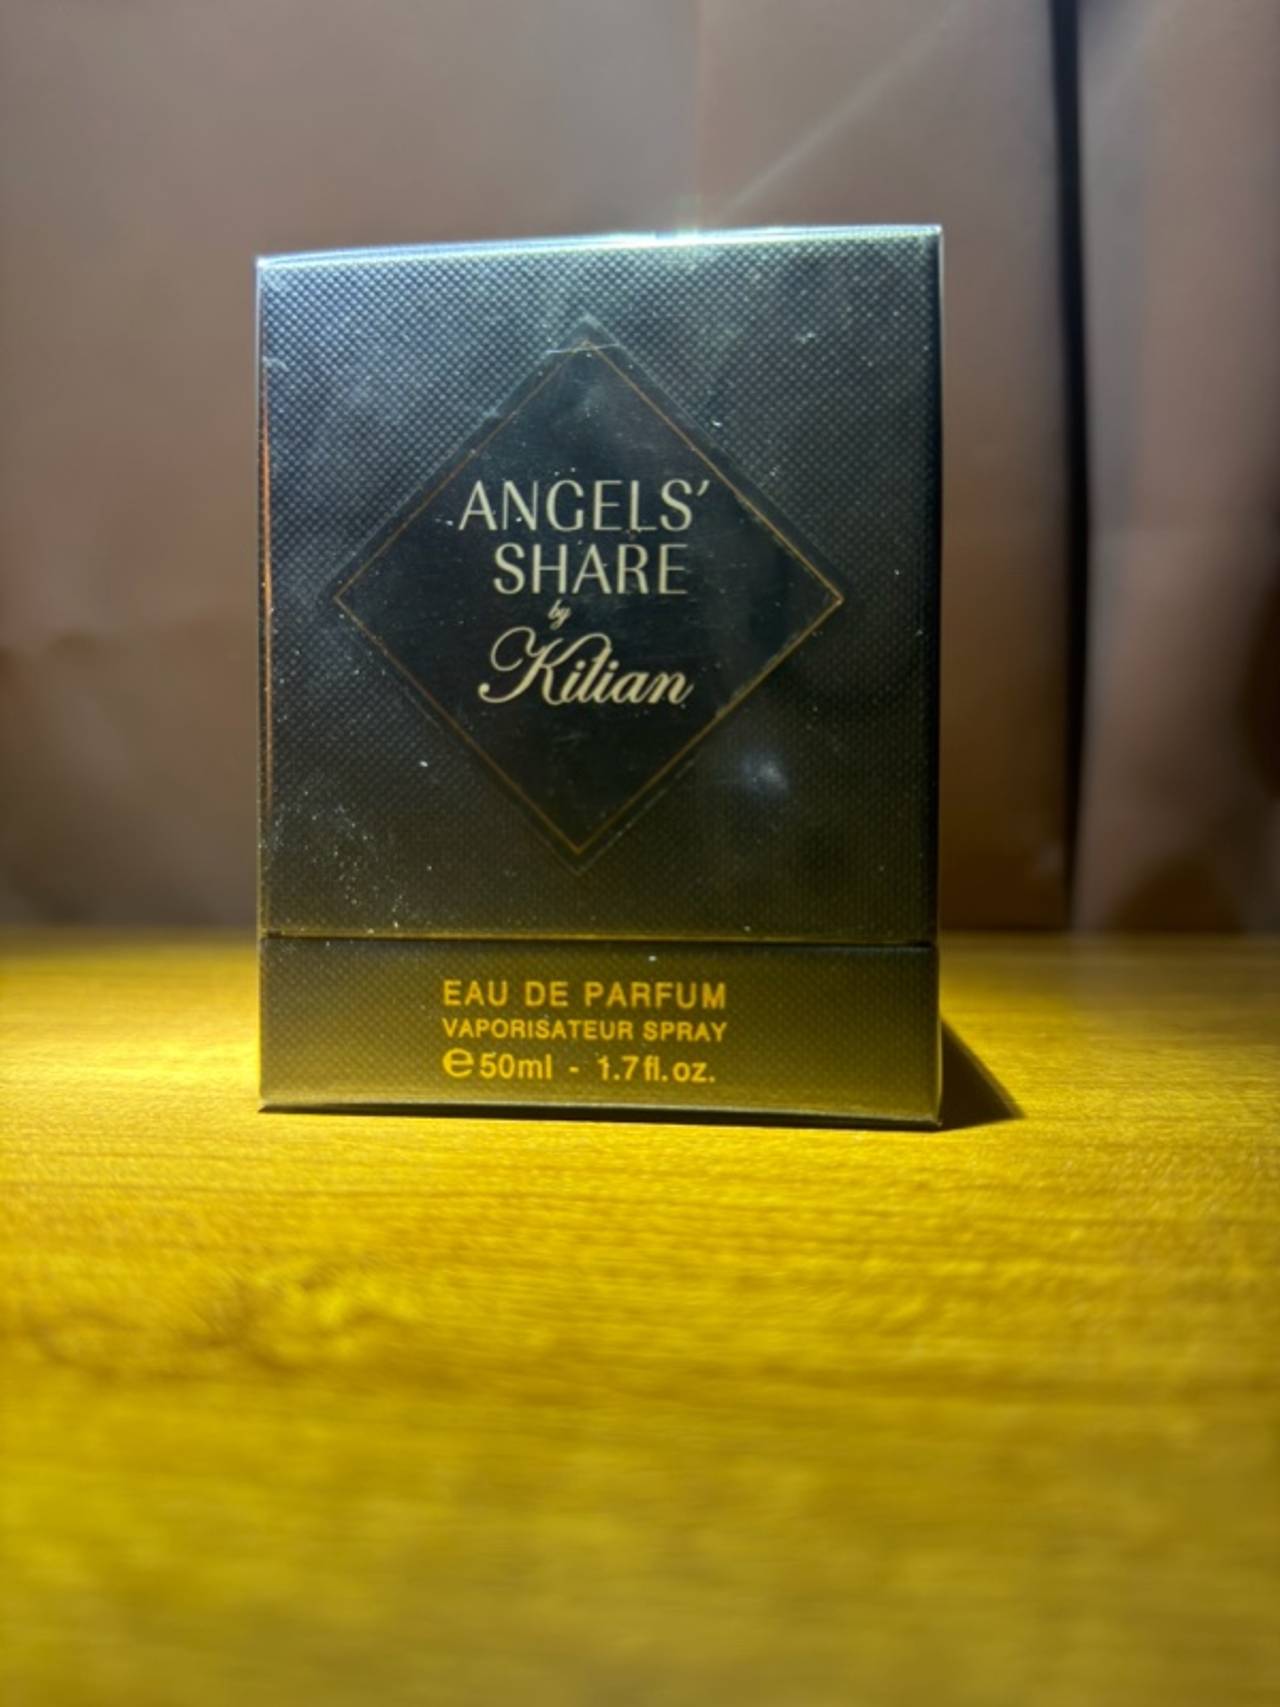 ANGELS’
SHARE
by
Kilian
EAU DE PARFUM
VAPORISATEUR SPRAY
℮50ml - 1.7fl.oz.